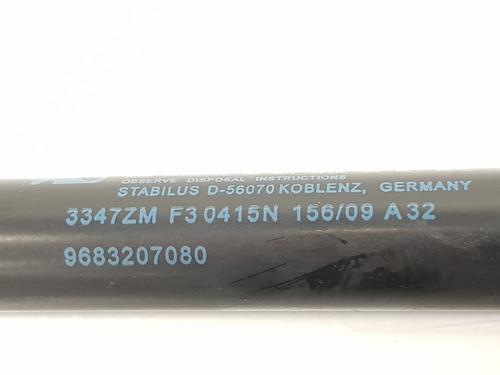 OBSERVE DISPOSAL INSTRUCTIONS
STABILUS D-56070 KOBLENZ, GERMANY
3347ZM F3 0415N 156/09 A32
9683207080